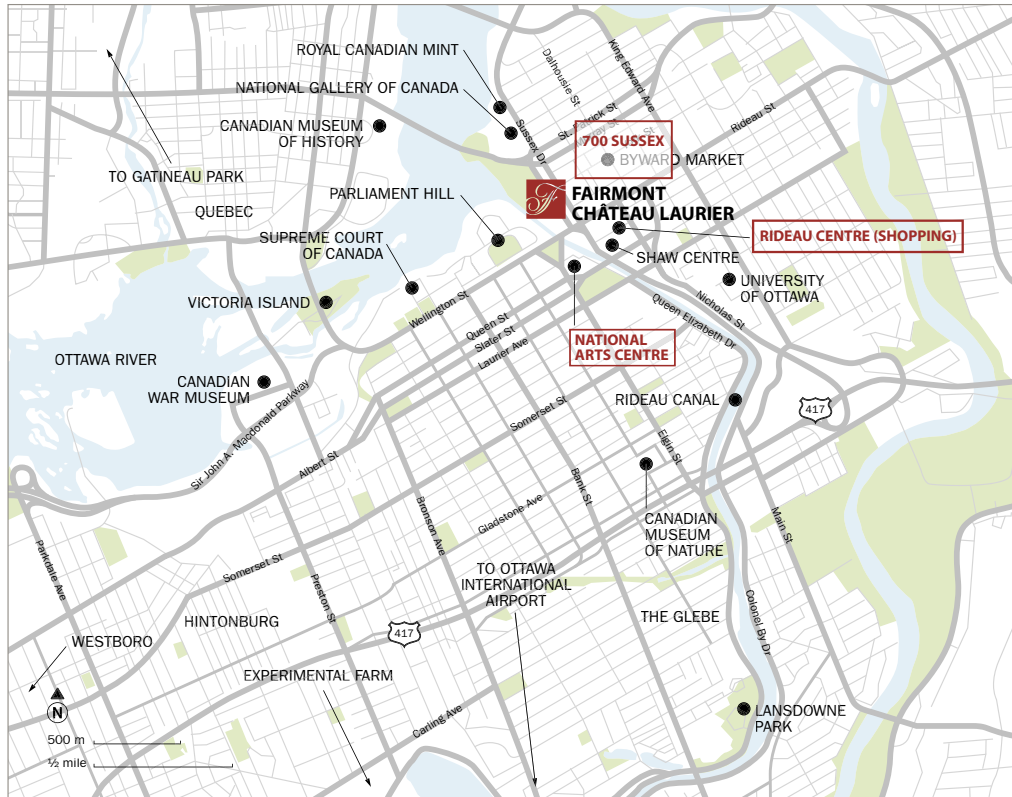 ROYAL CANADIAN MINT
NATIONAL GALLERY OF CANADA
CANADIAN MUSEUM
OF HISTORY
TO GATINEAU PARK
QUEBEC
PARLIAMENT HILL
SUPREME COURT
OF CANADA
VICTORIA ISLAND
OTTAWA RIVER
CANADIAN
WAR MUSEUM
Dalhousie St
King Edward Ave
Rideau St
Sussex Dr
700 SUSSEX
BYWARD MARKET
FAIRMONT
CHÂTEAU LAURIER
RIDEAU CENTRE (SHOPPING)
SHAW CENTRE
UNIVERSITY
OF OTTAWA
Nicholas St
Queen Elizabeth Dr
NATIONAL
ARTS CENTRE
Wellington St
Queen St
Slater St
Laurier Ave
Somerset St
RIDEAU CANAL
417
Sir John A. Macdonald Parkway
Albert St
Elgin St
Bank St
Bronson Ave
Gladstone Ave
CANADIAN
MUSEUM
OF NATURE
Main St
Parkdale Ave
Somerset St
Preston St
TO OTTAWA
INTERNATIONAL
AIRPORT
THE GLEBE
Colonel By Dr
HINTONBURG
417
WESTBORO
EXPERIMENTAL FARM
Carling Ave
LANSDOWNE
PARK
N
500 m
½ mile